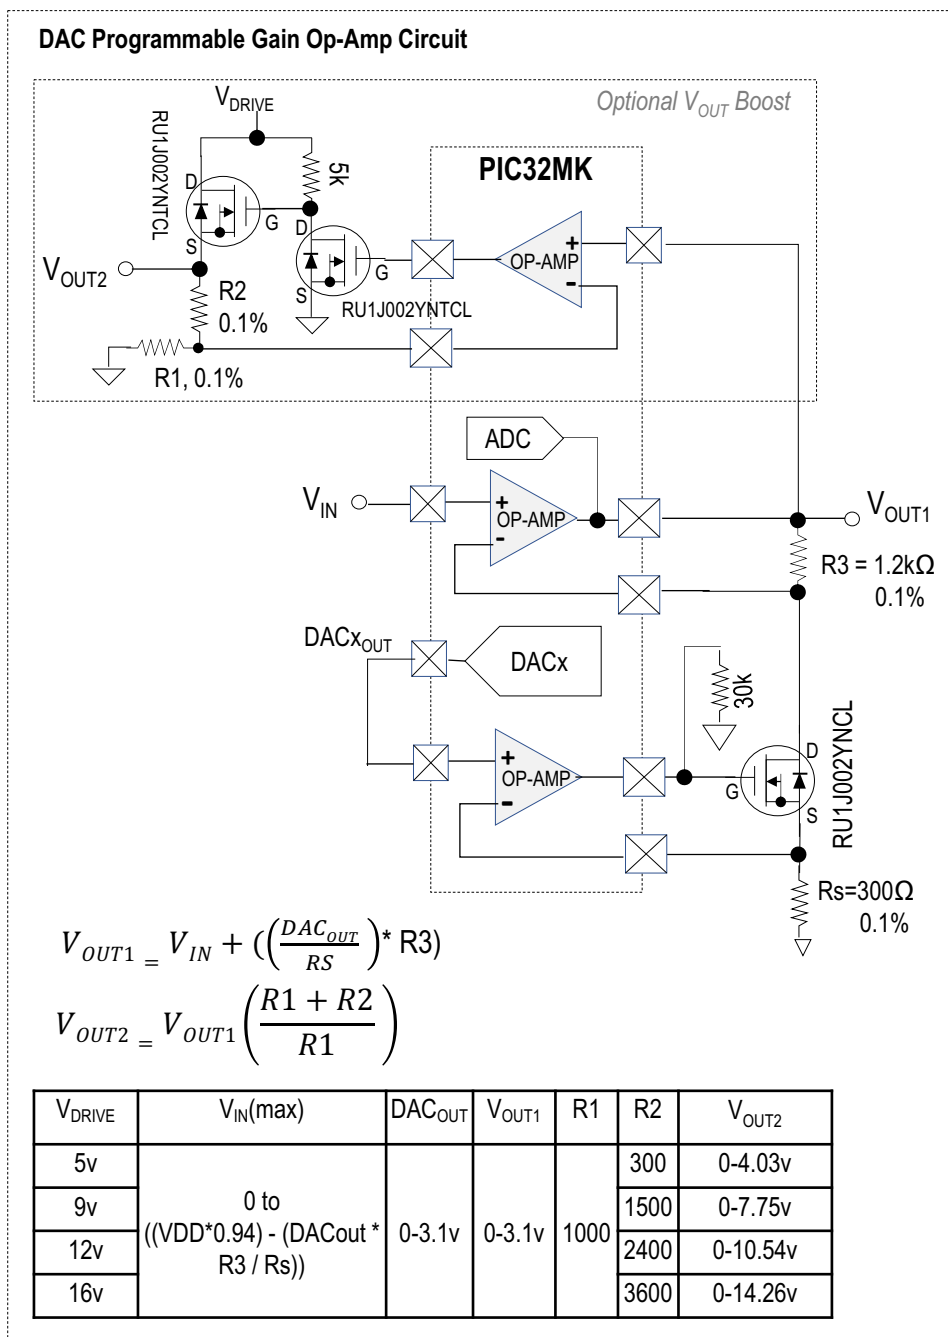 DAC Programmable Gain Op-Amp Circuit
Optional VOUT Boost
VDRIVE
RU1J002YNTCL
5k
PIC32MK
D
G
S
D
G
S
OP-AMP
+
-
VOUT2
R2
0.1%
RU1J002YNTCL
R1, 0.1%
ADC
VIN
+
OP-AMP
-
VOUT1
R3 = 1.2kΩ
0.1%
DACxOUT
DACx
30k
+
OP-AMP
-
D
G
S
RU1J002YNCL
Rs=300Ω
0.1%
VOUT1 = VIN + ((DACOUT/RS)* R3)
VOUT2 = VOUT1(R1 + R2/R1)
VDRIVE VIN(max) DACOUT VOUT1 R1 R2 VOUT2
5v 0 to ((VDD*0.94) - (DACout * R3 / Rs)) 0-3.1v 0-3.1v 1000 300 0-4.03v
9v 1500 0-7.75v
12v 2400 0-10.54v
16v 3600 0-14.26v